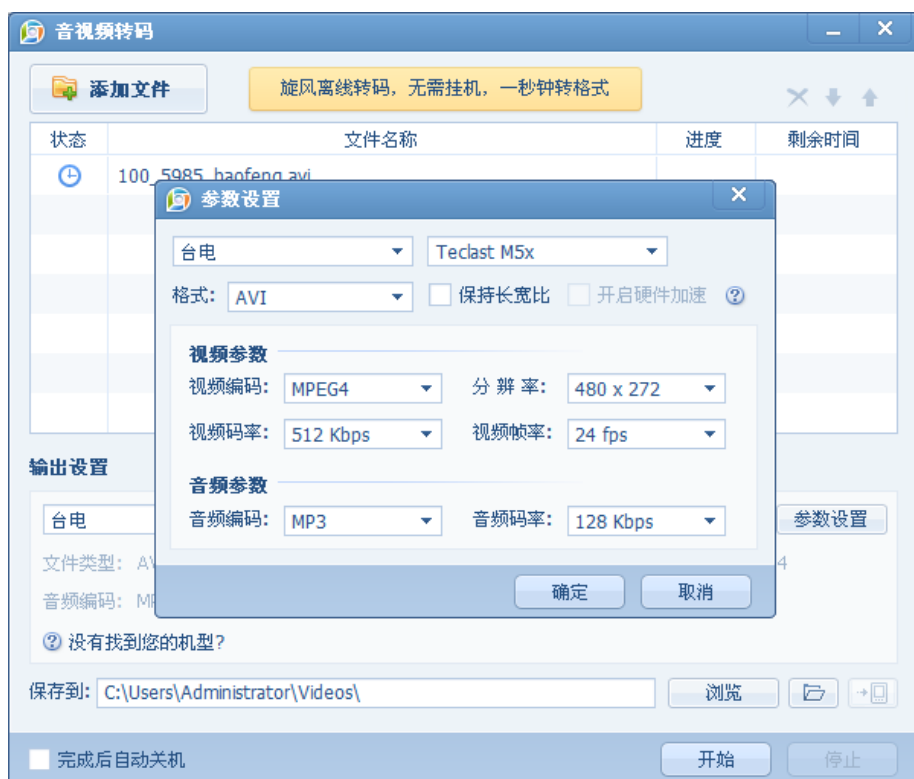 音视频转码
添加文件
旋风离线转码，无需挂机，一秒钟转格式
状态 文件名称 进度 剩余时间
100_5985_baofeng.avi
参数设置
台电 Teclast M5x
格式： AVI 保持长宽比 开启硬件加速
视频参数
视频编码： MPEG4 分 辨 率： 480 x 272
视频码率： 512 Kbps 视频帧率： 24 fps
音频参数
音频编码： MP3 音频码率： 128 Kbps
确定 取消
输出设置
台电 参数设置
文件类型： AV 4
音频编码： MP
没有找到您的机型?
保存到: C:\Users\Administrator\Videos\ 浏览
完成后自动关机 开始 停止